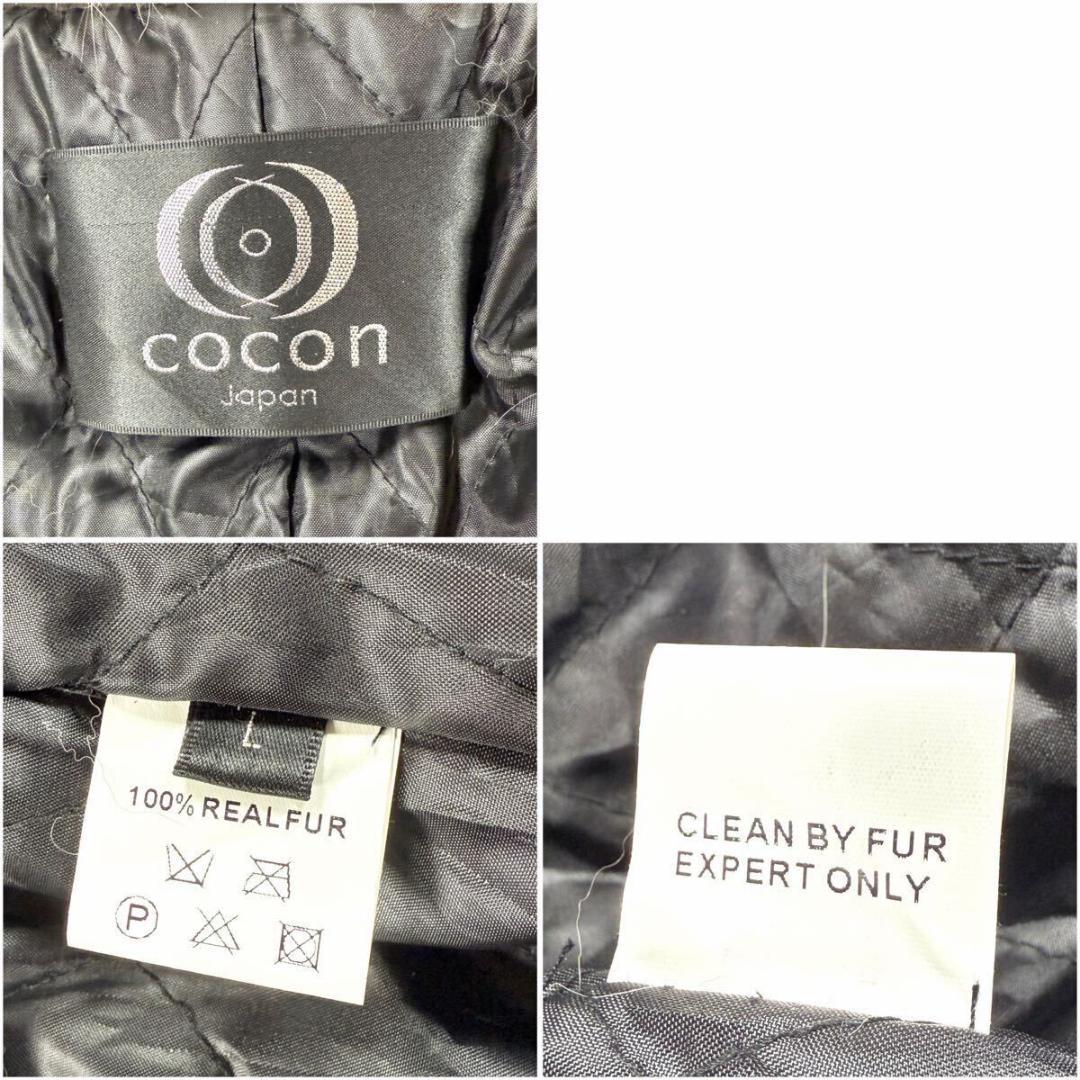 cocon
Japan
L
100% REALFUR
P
CLEAN BY FUR
EXPERT ONLY